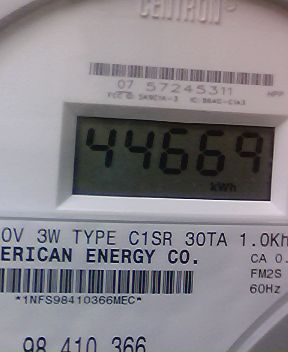 CENTRON®
07 57245311
HPP
44669
kWh
0V 3W TYPE C1SR 30TA 1.0Kh
ERICAN ENERGY CO.
CA 0.
FM2S
60Hz
*1NFS98410366MEC*
98 410 366